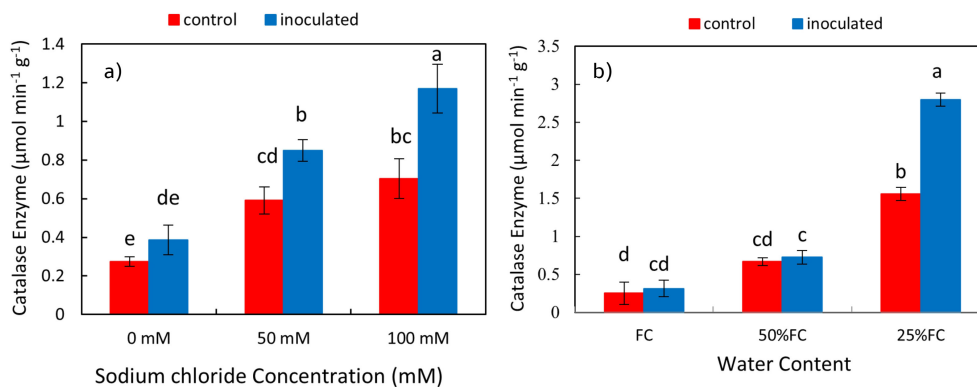 control inoculated
a)
Catalase Enzyme (µmol min⁻¹ g⁻¹)
1.4
1.2
1
0.8
0.6
0.4
0.2
0
e de cd b bc a
0 mM 50 mM 100 mM
Sodium chloride Concentration (mM)
control inoculated
b)
Catalase Enzyme (µmol min⁻¹ g⁻¹)
3.5
3
2.5
2
1.5
1
0.5
0
d cd cd c b a
FC 50%FC 25%FC
Water Content